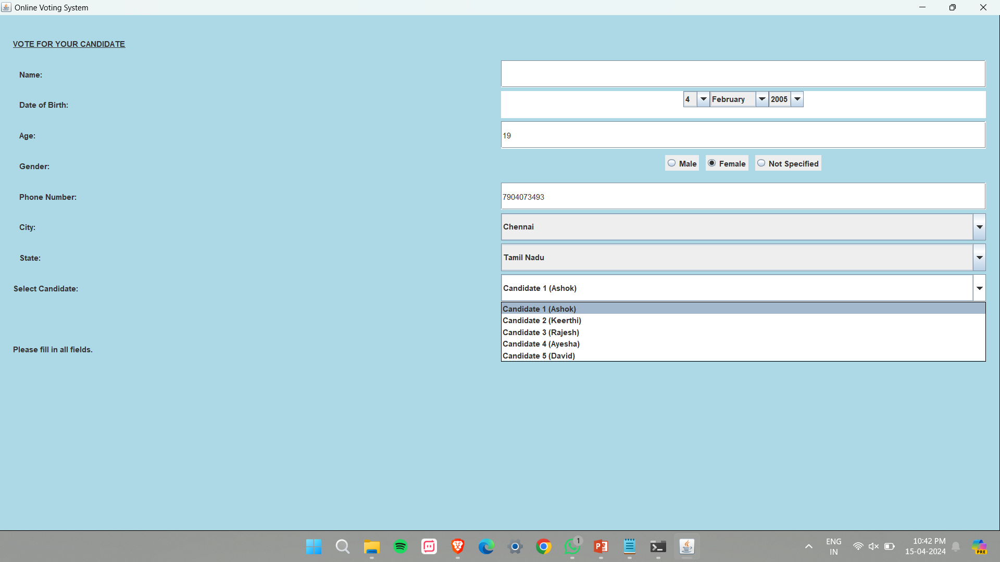 Online Voting System
VOTE FOR YOUR CANDIDATE
Name:
Date of Birth:
4 February 2005
Age:
19
Gender:
Male Female Not Specified
Phone Number:
7904073493
City:
Chennai
State:
Tamil Nadu
Select Candidate:
Candidate 1 (Ashok)
Candidate 1 (Ashok)
Candidate 2 (Keerthi)
Candidate 3 (Rajesh)
Candidate 4 (Ayesha)
Please fill in all fields.
Candidate 5 (David)
1
ENG
IN
10:42 PM
15-04-2024
PRE